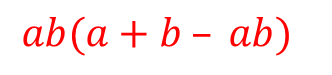 ab(a + b – ab)